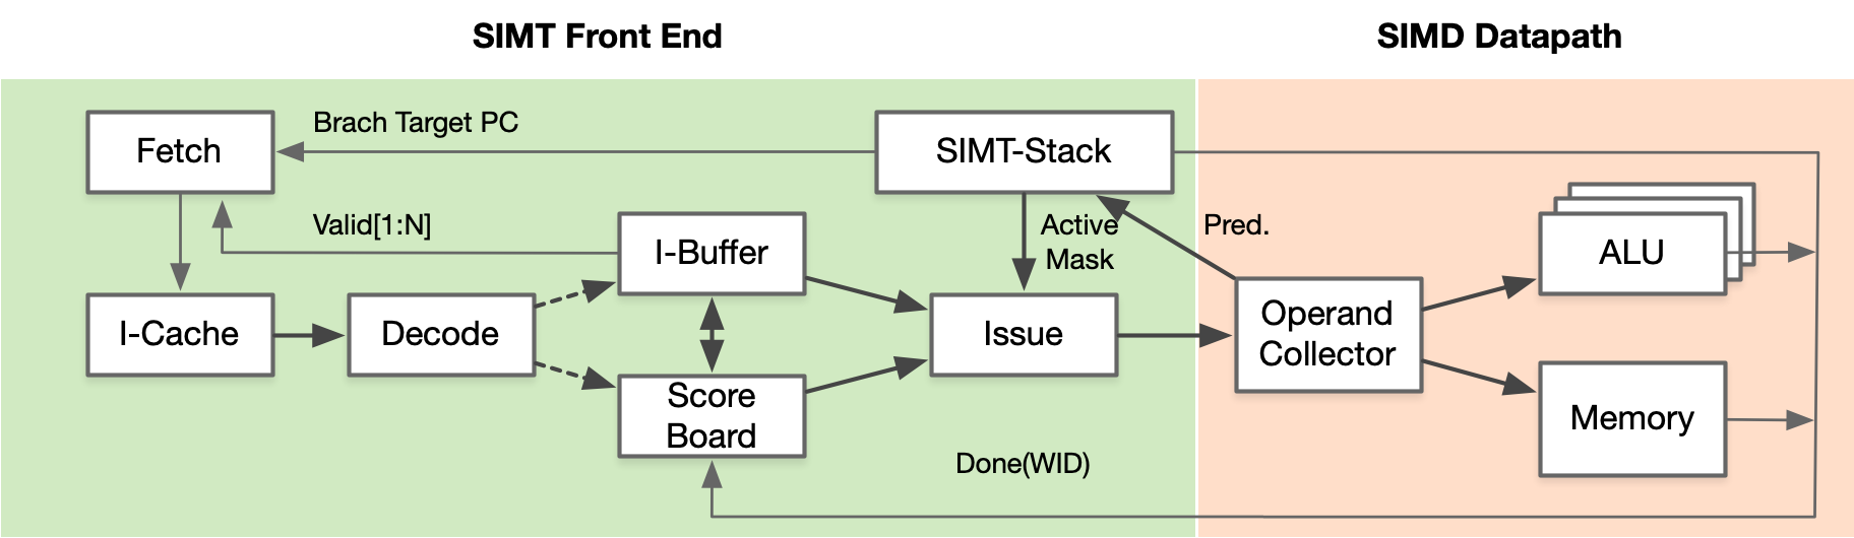 SIMT Front End
SIMD Datapath
Fetch
Brach Target PC
SIMT-Stack
Valid[1:N]
I-Buffer
Active
Mask
Pred.
ALU
I-Cache
Decode
Issue
Operand
Collector
Score
Board
Memory
Done(WID)